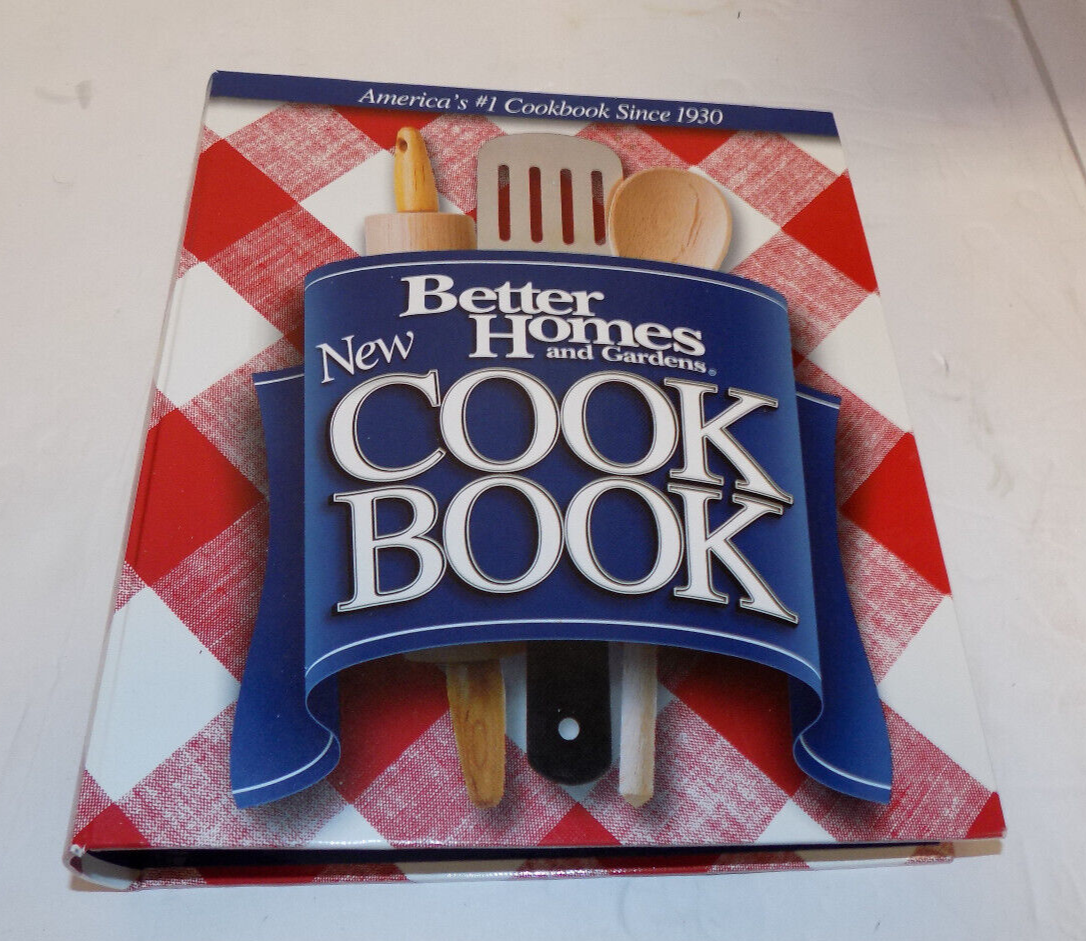 America's #1 Cookbook Since 1930
Better
Homes
and Gardens®
New
COOK
BOOK